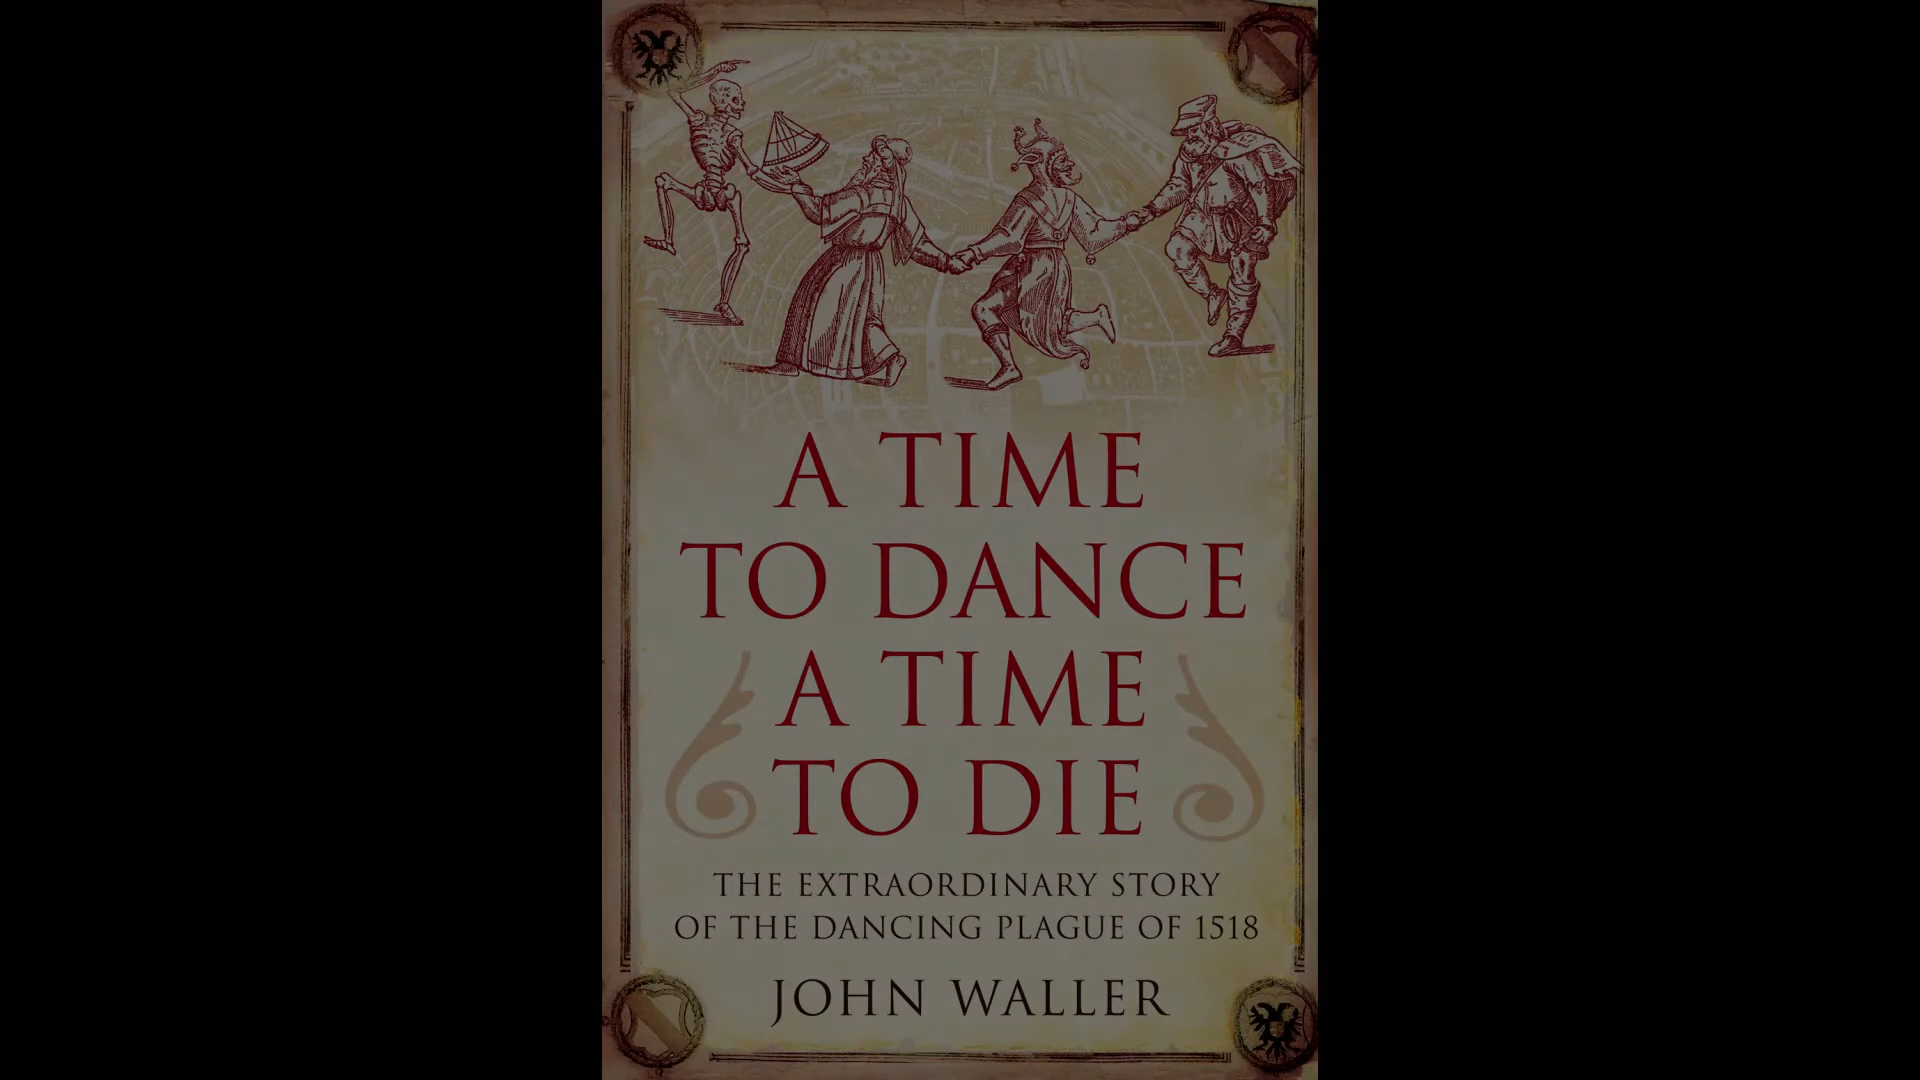 A TIME
TO DANCE
A TIME
TO DIE
THE EXTRAORDINARY STORY
OF THE DANCING PLAGUE OF 1518
JOHN WALLER